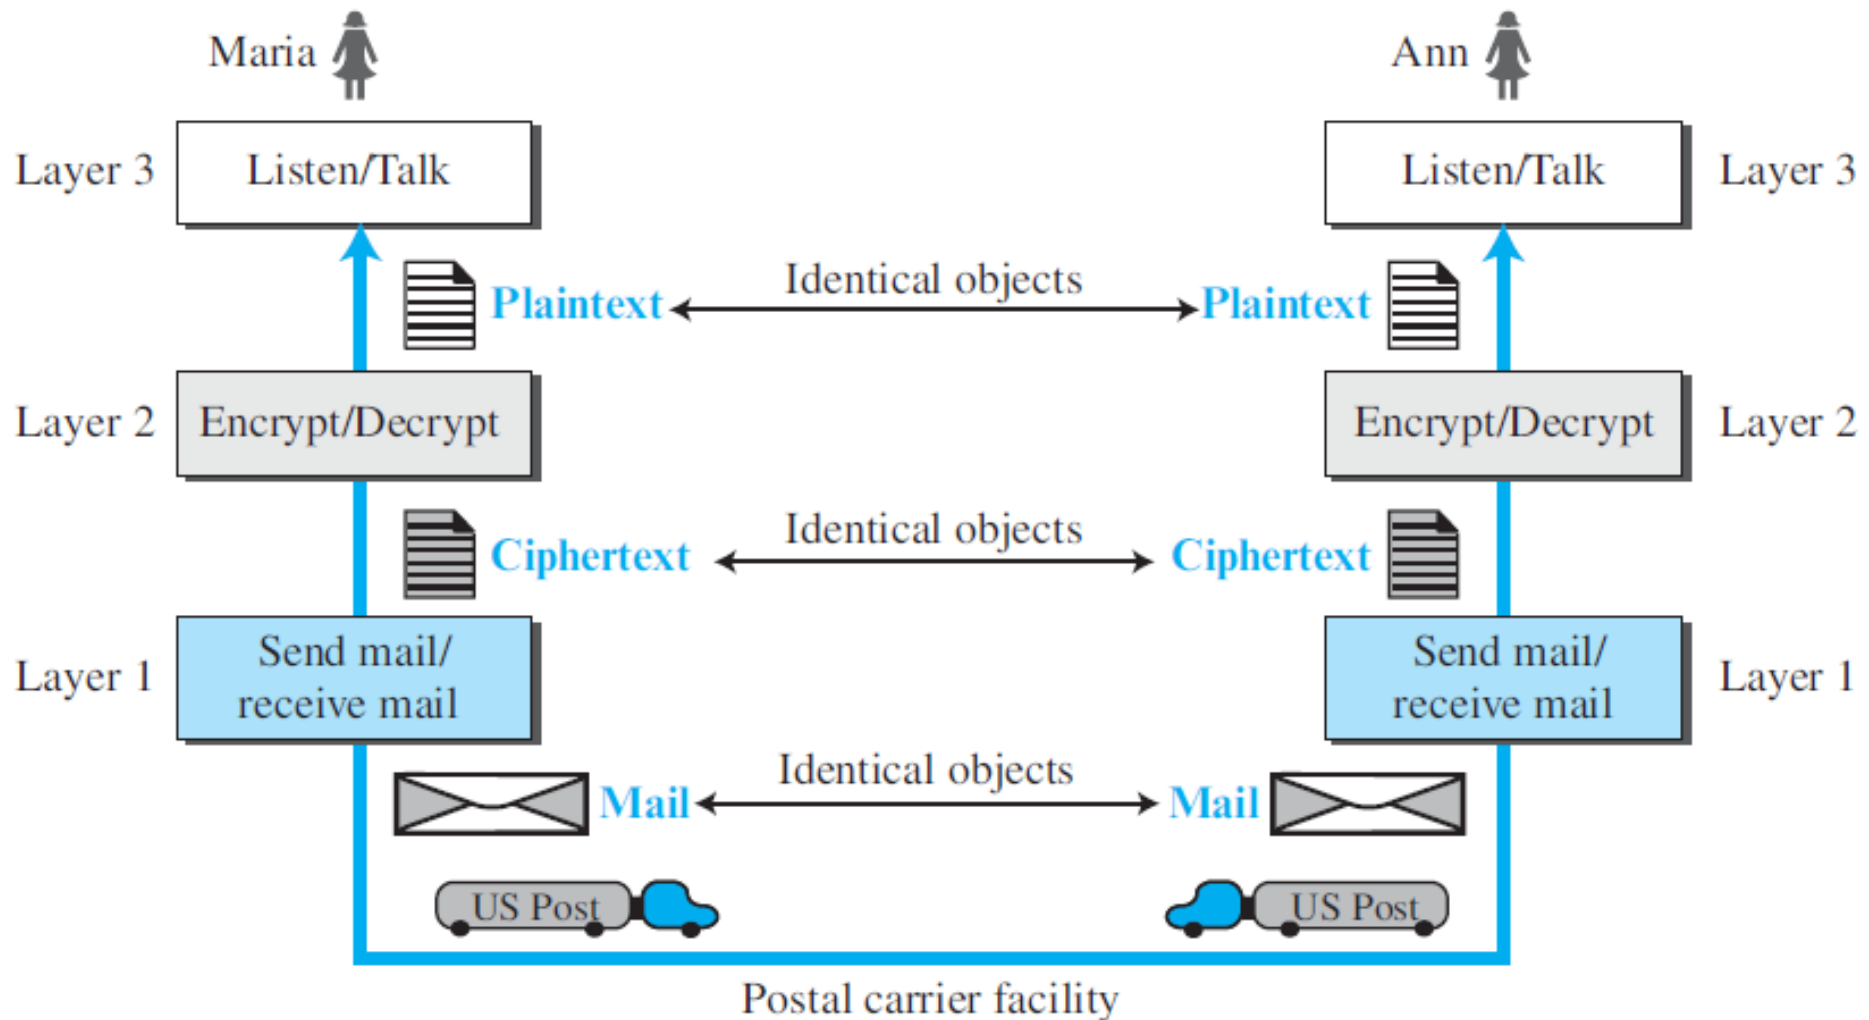 Maria
Ann
Layer 3
Listen/Talk
Listen/Talk
Layer 3
Identical objects
Plaintext
Plaintext
Layer 2
Encrypt/Decrypt
Encrypt/Decrypt
Layer 2
Identical objects
Ciphertext
Ciphertext
Layer 1
Send mail/
receive mail
Send mail/
receive mail
Layer 1
Identical objects
Mail
Mail
US Post
US Post
Postal carrier facility